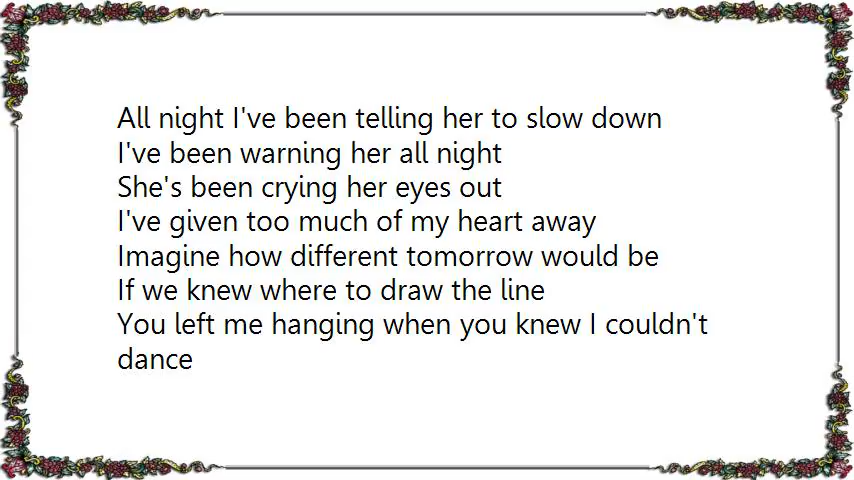 All night I've been telling her to slow down
I've been warning her all night
She's been crying her eyes out
I've given too much of my heart away
Imagine how different tomorrow would be
If we knew where to draw the line
You left me hanging when you knew I couldn't
dance